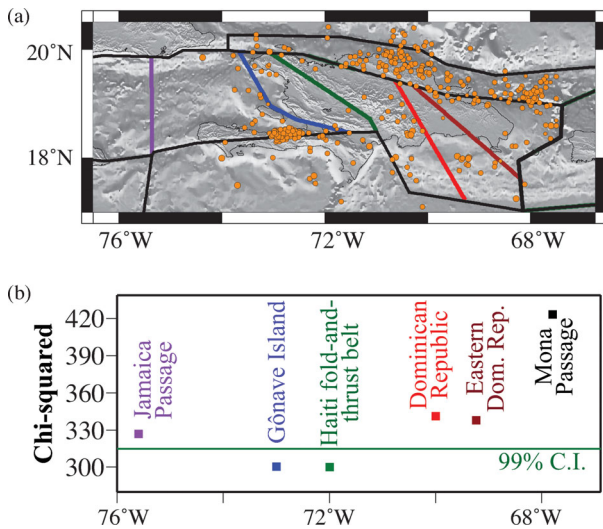 (a)
20˚N
18˚N
76˚W
72˚W
68˚W
(b)
Chi-squared
420
390
360
330
300
Jamaica
Passage
Gônave Island
Haiti fold-and-
thrust belt
Dominican
Republic
Eastern
Dom. Rep.
Mona
Passage
99% C.I.
76˚W
72˚W
68˚W